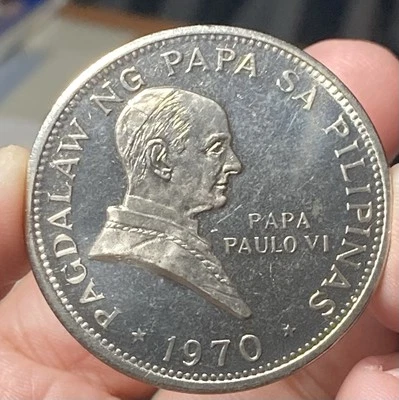 PAGDALAW NG PAPA SA PILIPINAS
PAPA
PAULO VI
1970